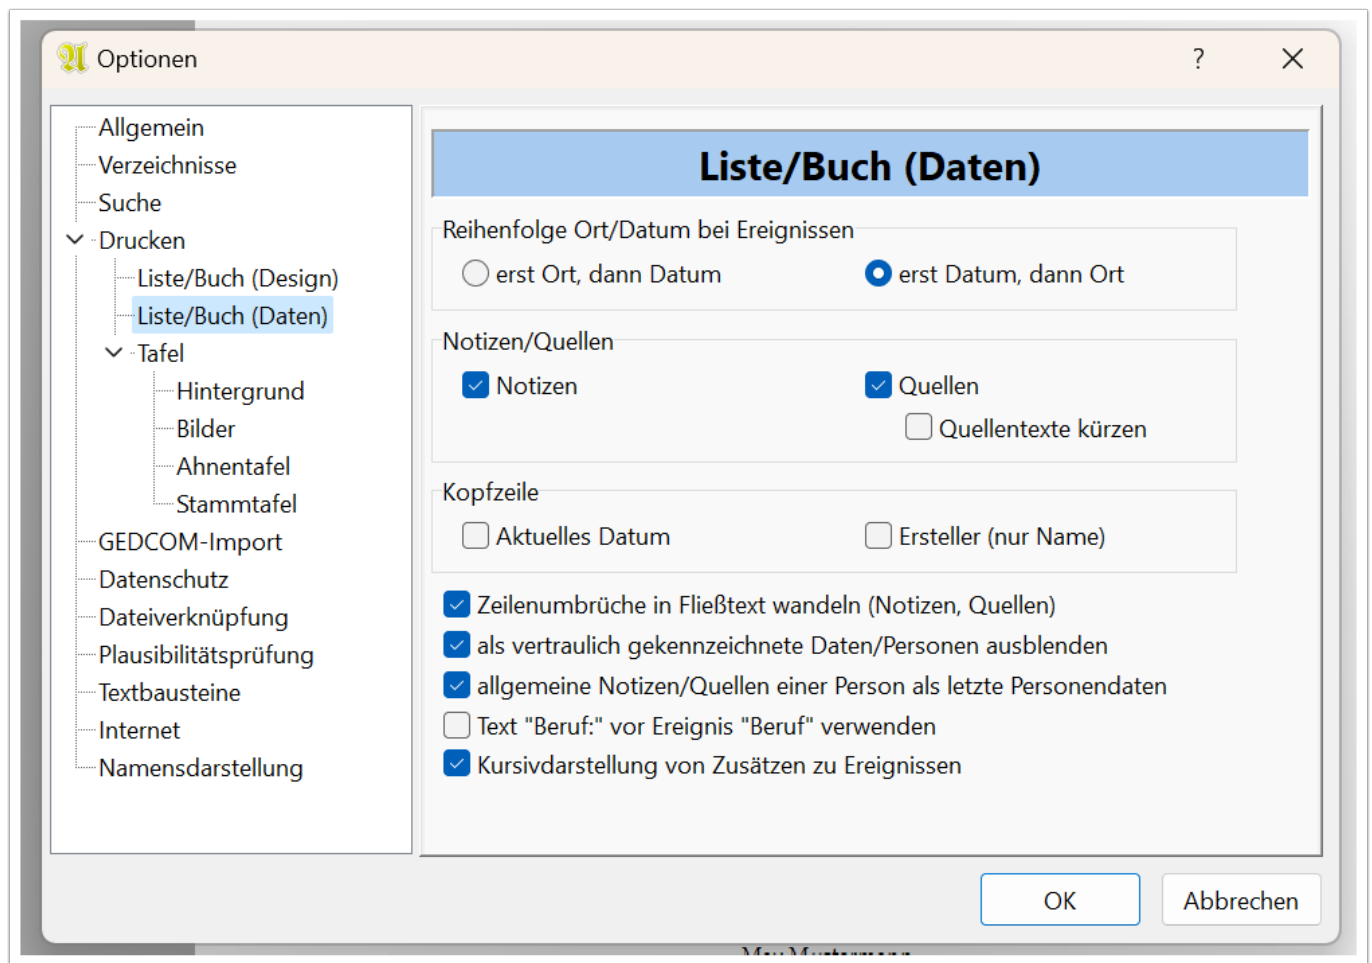 Optionen ?
Allgemein
Verzeichnisse
Suche
Drucken
Liste/Buch (Design)
Liste/Buch (Daten)
Tafel
Hintergrund
Bilder
Ahnentafel
Stammtafel
GEDCOM-Import
Datenschutz
Dateiverknüpfung
Plausibilitätsprüfung
Textbausteine
Internet
Namensdarstellung
Liste/Buch (Daten)
Reihenfolge Ort/Datum bei Ereignissen
erst Ort, dann Datum erst Datum, dann Ort
Notizen/Quellen
Notizen Quellen
Quellentexte kürzen
Kopfzeile
Aktuelles Datum Ersteller (nur Name)
Zeilenumbrüche in Fließtext wandeln (Notizen, Quellen)
als vertraulich gekennzeichnete Daten/Personen ausblenden
allgemeine Notizen/Quellen einer Person als letzte Personendaten
Text "Beruf:" vor Ereignis "Beruf" verwenden
Kursivdarstellung von Zusätzen zu Ereignissen
OK Abbrechen